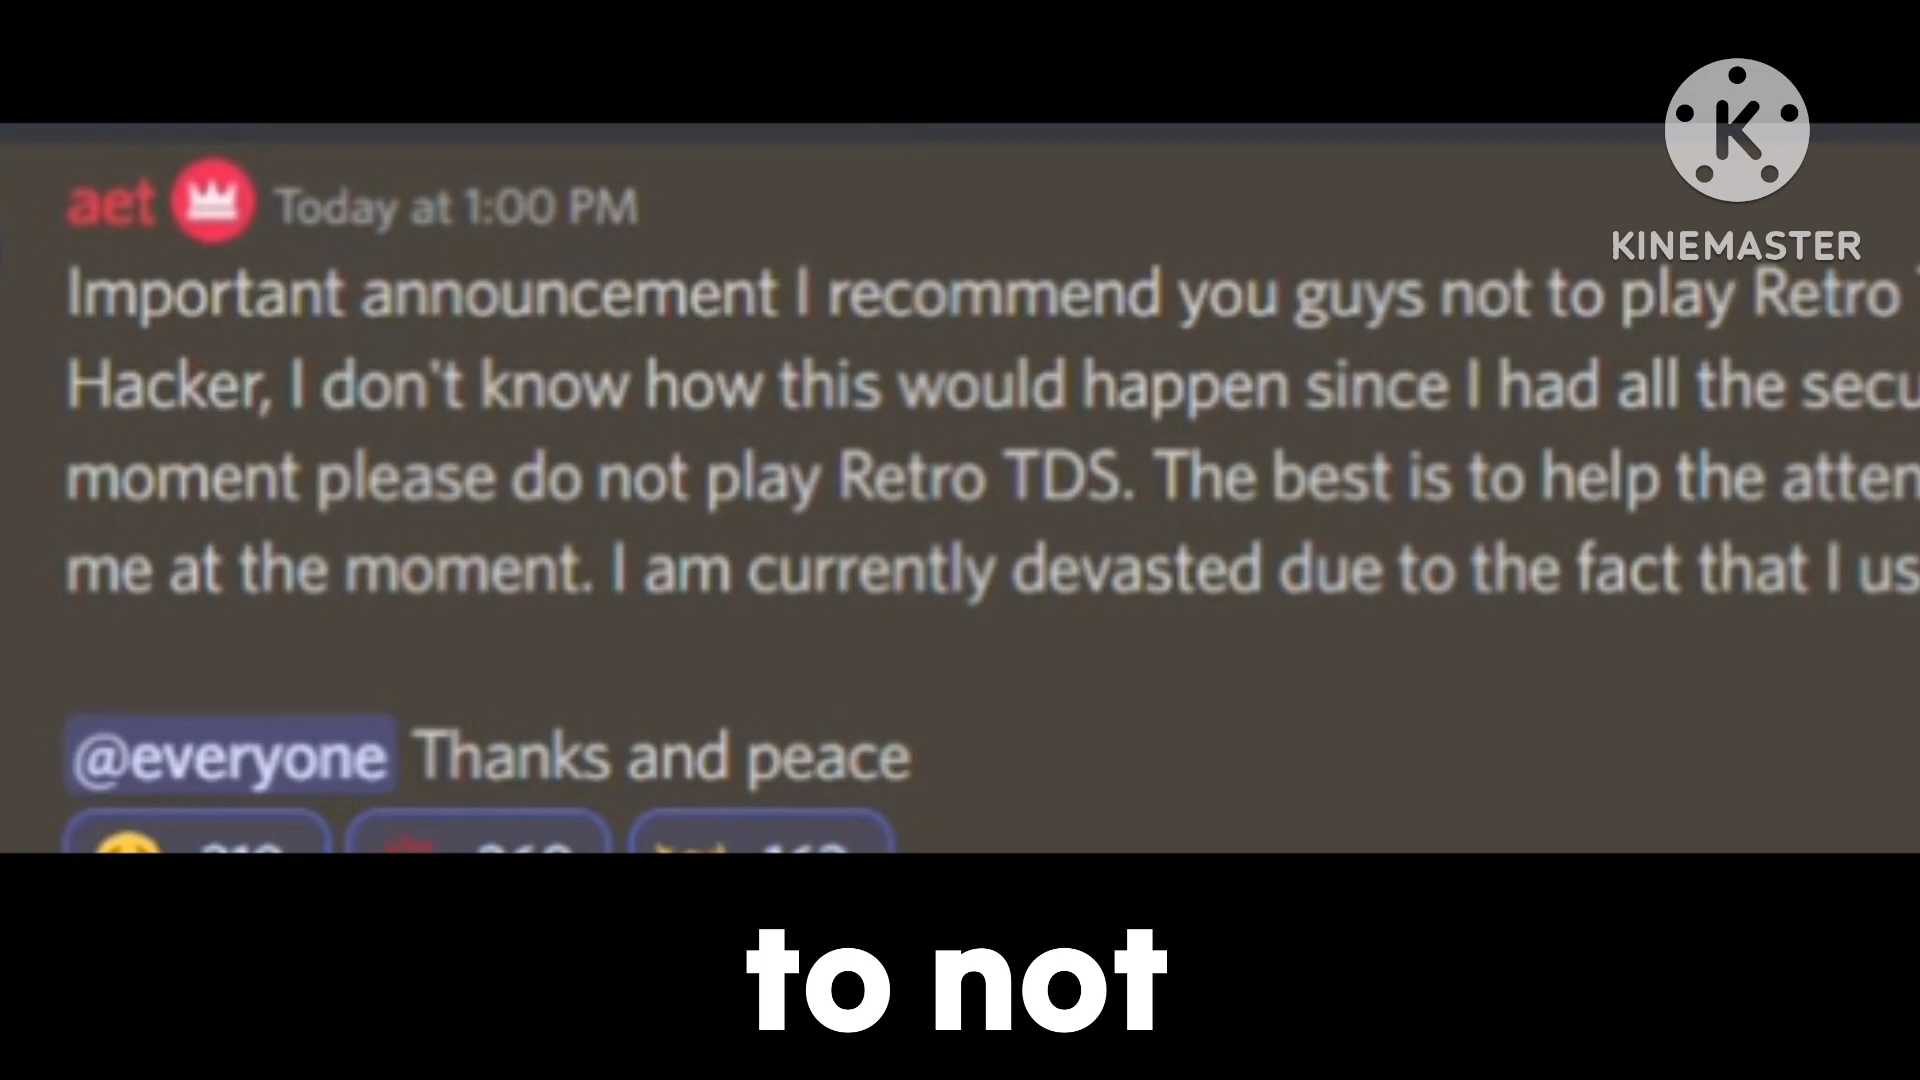 KINEMASTER
aet Today at 1:00 PM
Important announcement I recommend you guys not to play Retro
Hacker, I don't know how this would happen since I had all the secu
moment please do not play Retro TDS. The best is to help the atten
me at the moment. I am currently devasted due to the fact that I us
@everyone Thanks and peace
to not